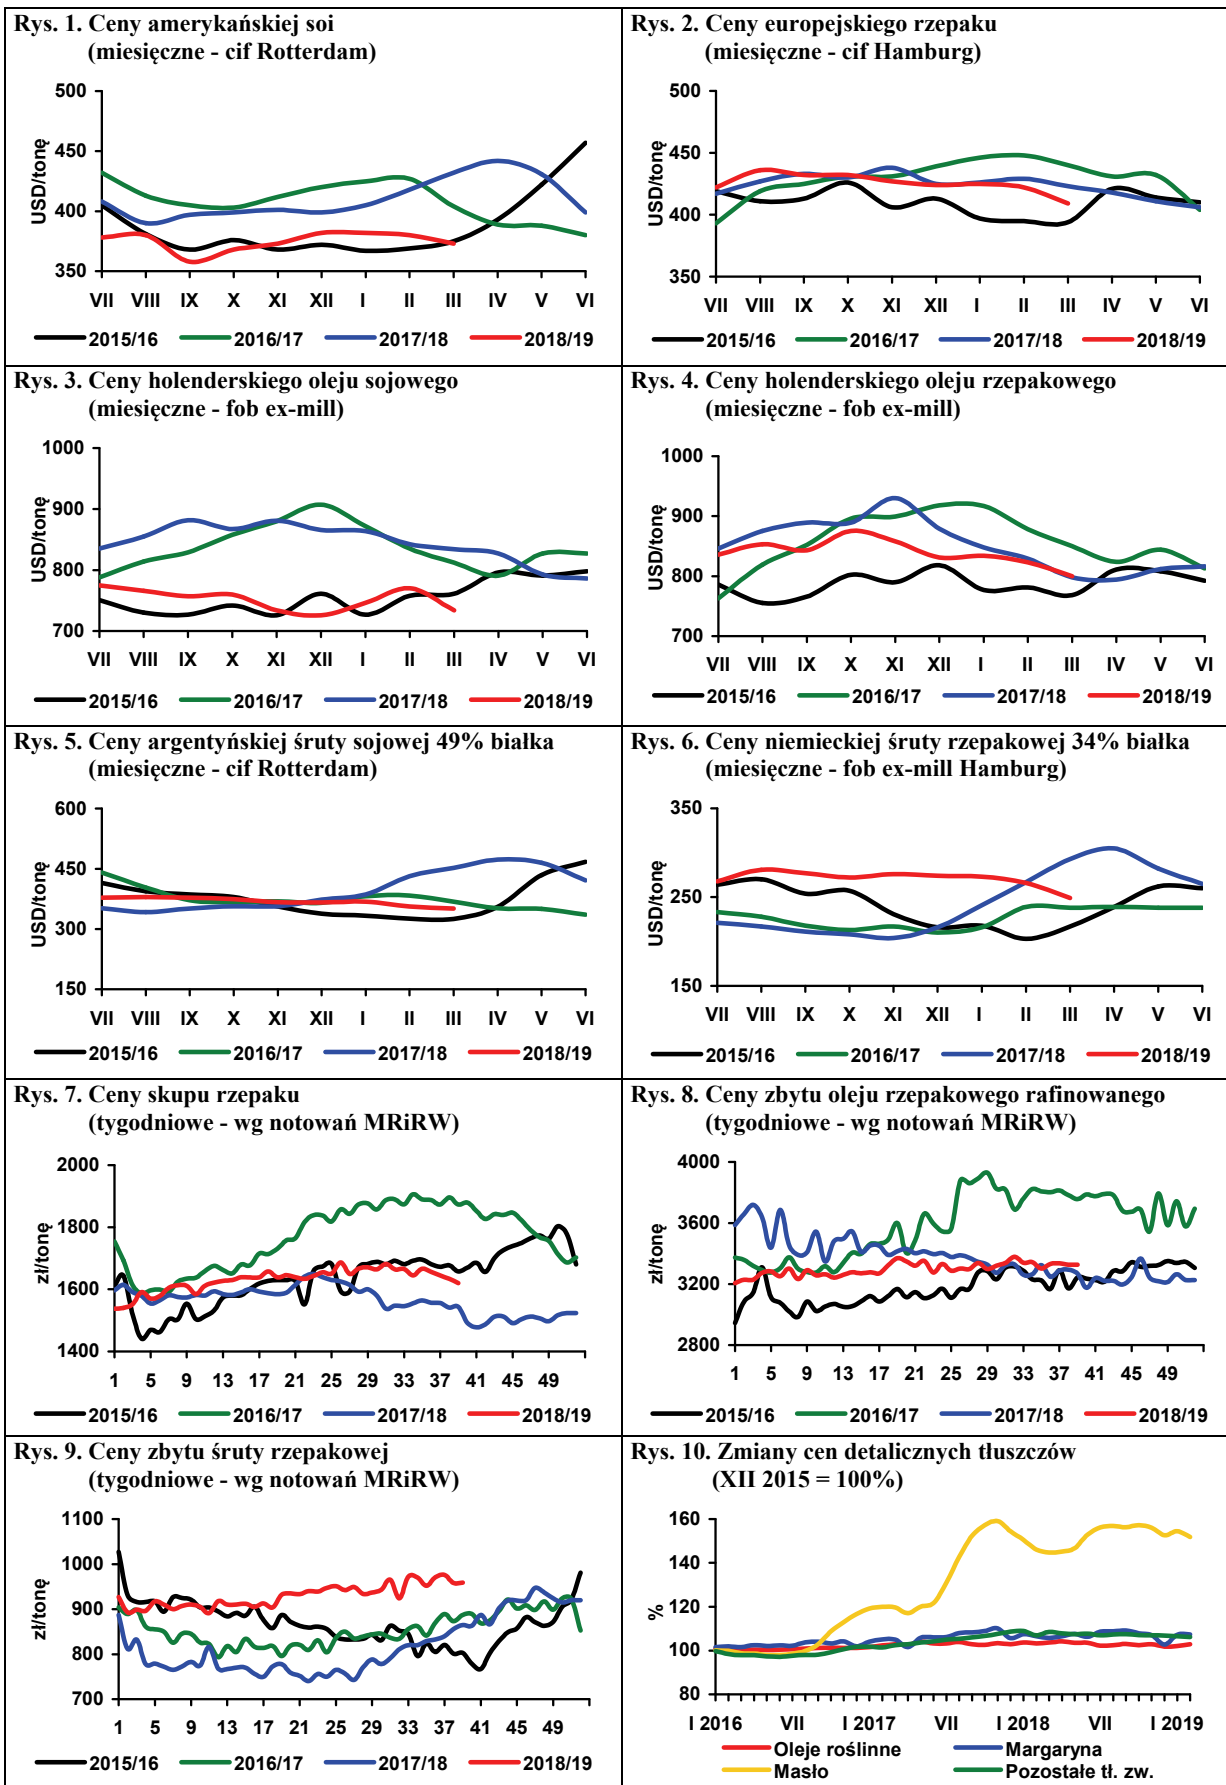 Rys. 1. Ceny amerykańskiej soi
(miesięczne - cif Rotterdam)
500
450
400
350
USD/tonę
VII VIII IX X XI XII I II III IV V VI
2015/16 2016/17 2017/18 2018/19
Rys. 2. Ceny europejskiego rzepaku
(miesięczne - cif Hamburg)
500
450
400
350
USD/tonę
VII VIII IX X XI XII I II III IV V VI
2015/16 2016/17 2017/18 2018/19
Rys. 3. Ceny holenderskiego oleju sojowego
(miesięczne - fob ex-mill)
1000
900
800
700
USD/tonę
VII VIII IX X XI XII I II III IV V VI
2015/16 2016/17 2017/18 2018/19
Rys. 4. Ceny holenderskiego oleju rzepakowego
(miesięczne - fob ex-mill)
1000
900
800
700
USD/tonę
VII VIII IX X XI XII I II III IV V VI
2015/16 2016/17 2017/18 2018/19
Rys. 5. Ceny argentyńskiej śruty sojowej 49% białka
(miesięczne - cif Rotterdam)
600
450
300
150
USD/tonę
VII VIII IX X XI XII I II III IV V VI
2015/16 2016/17 2017/18 2018/19
Rys. 6. Ceny niemieckiej śruty rzepakowej 34% białka
(miesięczne - fob ex-mill Hamburg)
350
250
150
USD/tonę
VII VIII IX X XI XII I II III IV V VI
2015/16 2016/17 2017/18 2018/19
Rys. 7. Ceny skupu rzepaku
(tygodniowe - wg notowań MRiRW)
2000
1800
1600
1400
zł/tonę
1 5 9 13 17 21 25 29 33 37 41 45 49
2015/16 2016/17 2017/18 2018/19
Rys. 8. Ceny zbytu oleju rzepakowego rafinowanego
(tygodniowe - wg notowań MRiRW)
4000
3600
3200
2800
zł/tonę
1 5 9 13 17 21 25 29 33 37 41 45 49
2015/16 2016/17 2017/18 2018/19
Rys. 9. Ceny zbytu śruty rzepakowej
(tygodniowe - wg notowań MRiRW)
1100
1000
900
800
700
zł/tonę
1 5 9 13 17 21 25 29 33 37 41 45 49
2015/16 2016/17 2017/18 2018/19
Rys. 10. Zmiany cen detalicznych tłuszczów
(XII 2015 = 100%)
160
140
120
100
80
%
I 2016 VII I 2017 VII I 2018 VII I 2019
Oleje roślinne Margaryna
Masło Pozostałe tł. zw.